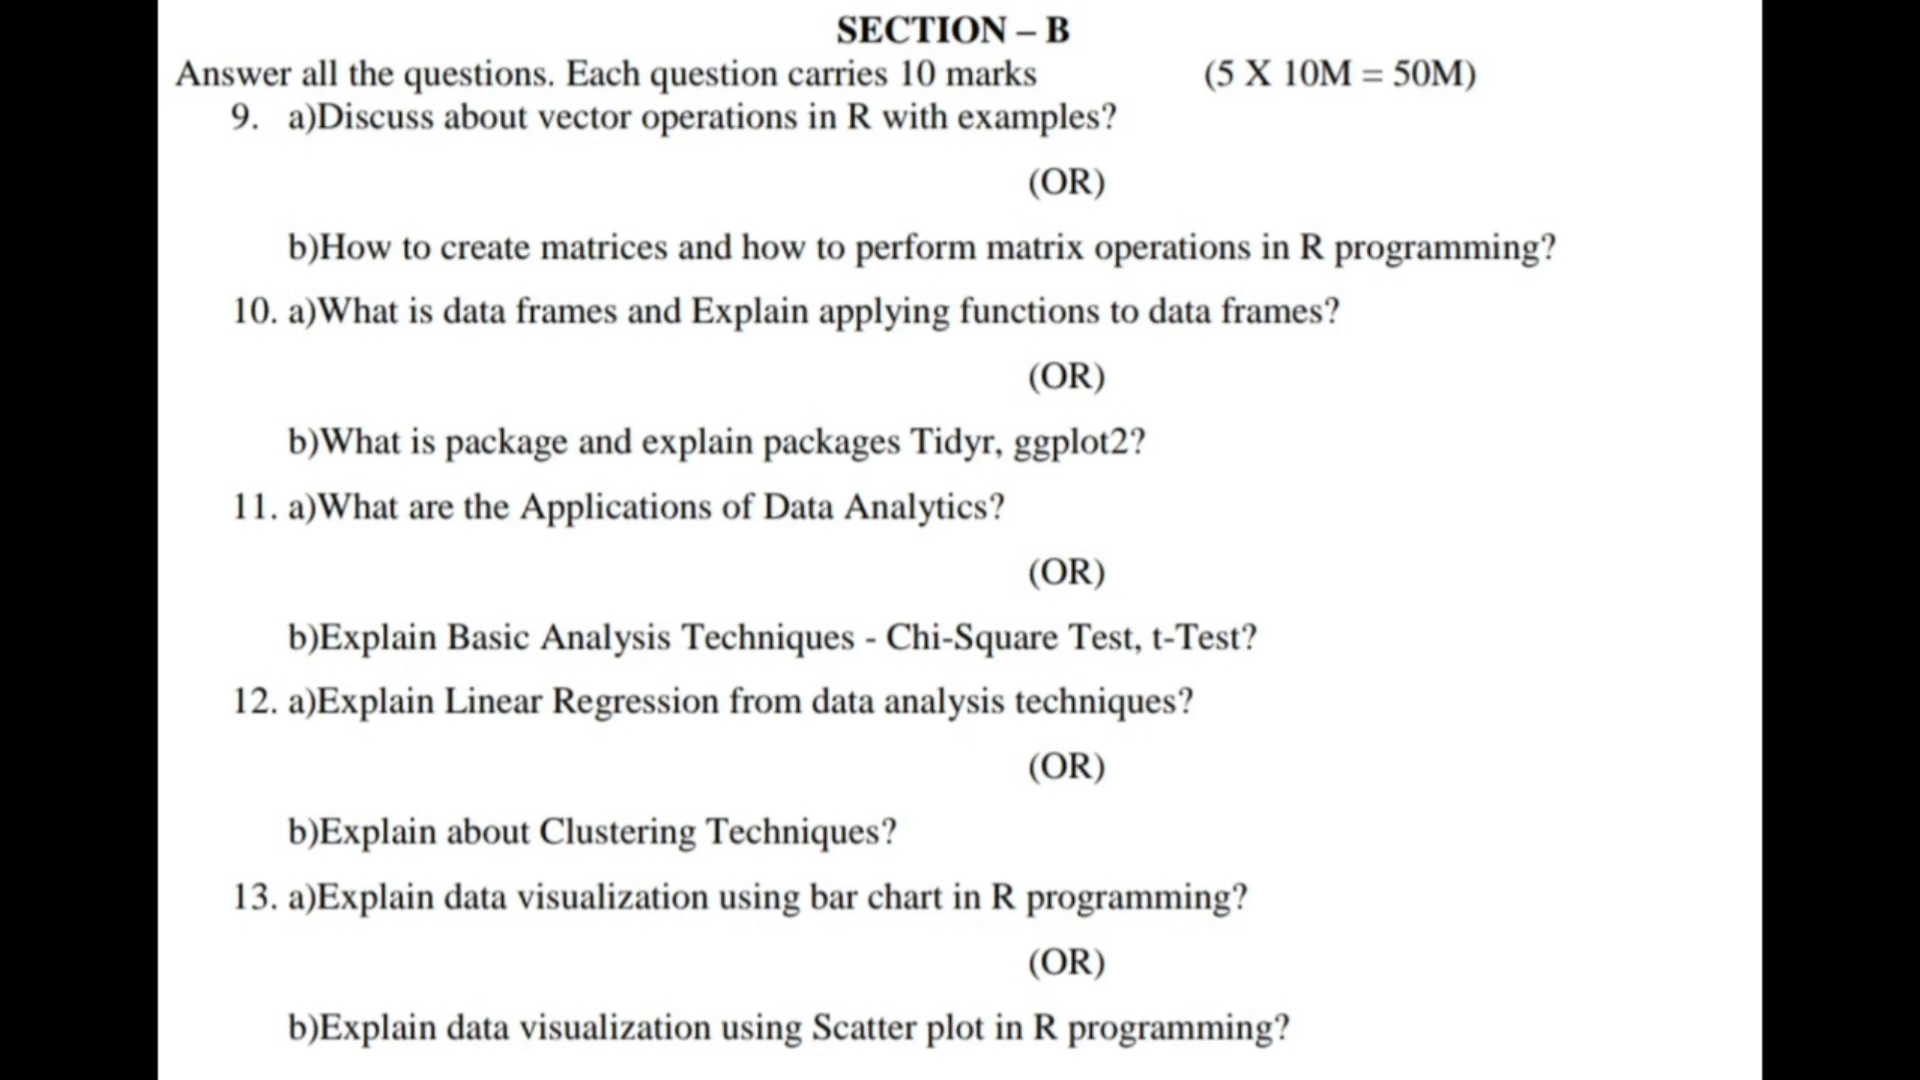 SECTION – B
Answer all the questions. Each question carries 10 marks (5 X 10M = 50M)
9. a)Discuss about vector operations in R with examples?
(OR)
b)How to create matrices and how to perform matrix operations in R programming?
10. a)What is data frames and Explain applying functions to data frames?
(OR)
b)What is package and explain packages Tidyr, ggplot2?
11. a)What are the Applications of Data Analytics?
(OR)
b)Explain Basic Analysis Techniques - Chi-Square Test, t-Test?
12. a)Explain Linear Regression from data analysis techniques?
(OR)
b)Explain about Clustering Techniques?
13. a)Explain data visualization using bar chart in R programming?
(OR)
b)Explain data visualization using Scatter plot in R programming?